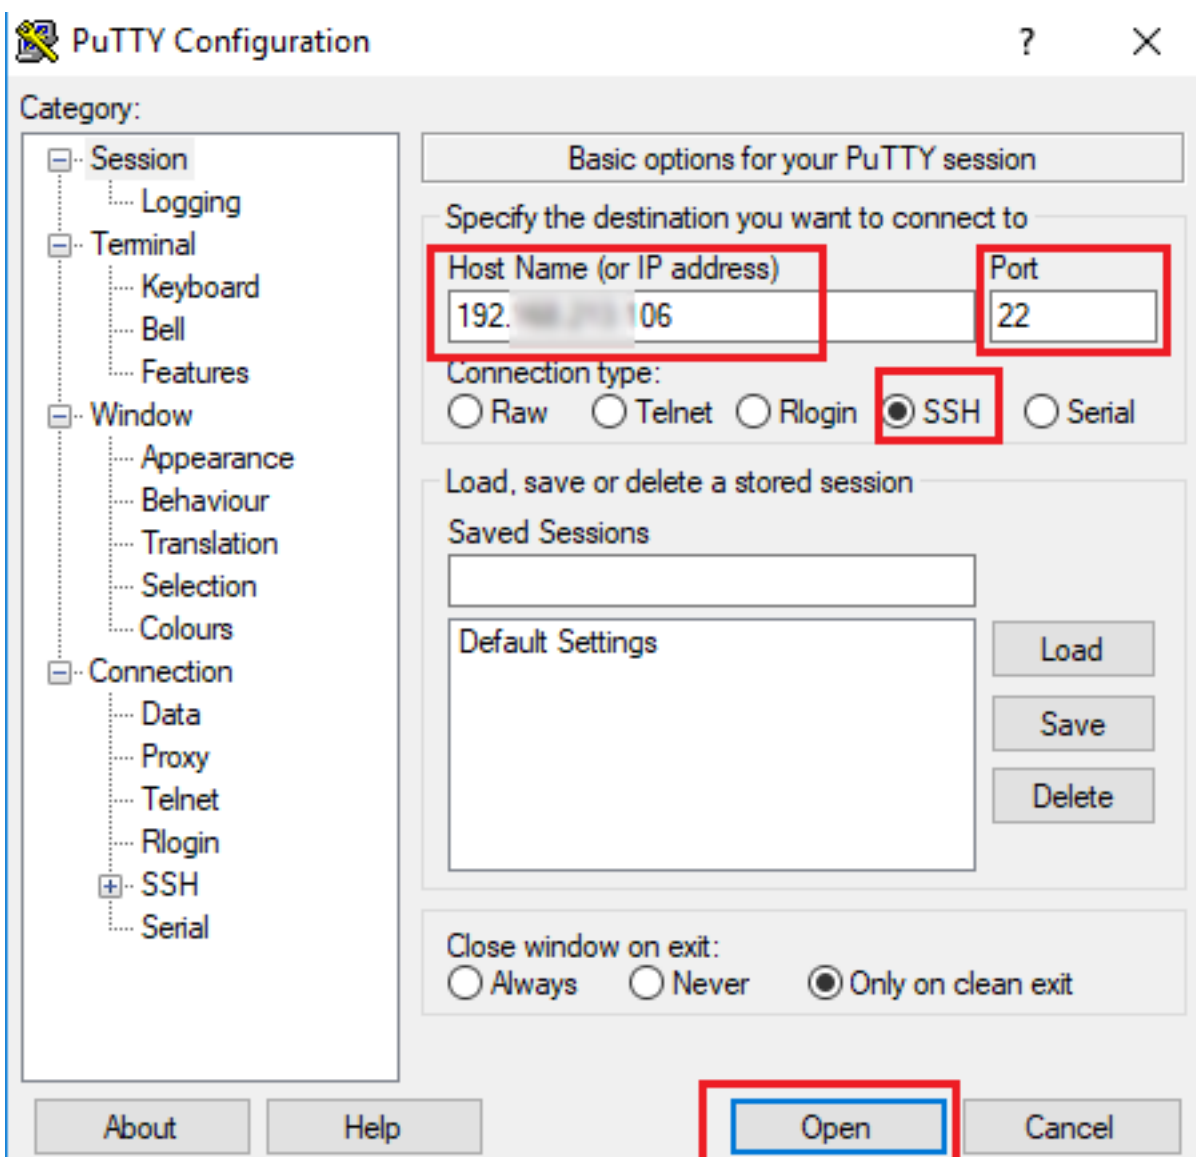 PuTTY Configuration
?
Category:
Session
Logging
Terminal
Keyboard
Bell
Features
Window
Appearance
Behaviour
Translation
Selection
Colours
Connection
Data
Proxy
Telnet
Rlogin
SSH
Serial
Basic options for your PuTTY session
Specify the destination you want to connect to
Host Name (or IP address) Port
192. 06 22
Connection type:
Raw Telnet Rlogin SSH Serial
Load, save or delete a stored session
Saved Sessions
Default Settings
Load
Save
Delete
Close window on exit:
Always Never Only on clean exit
About Help Open Cancel